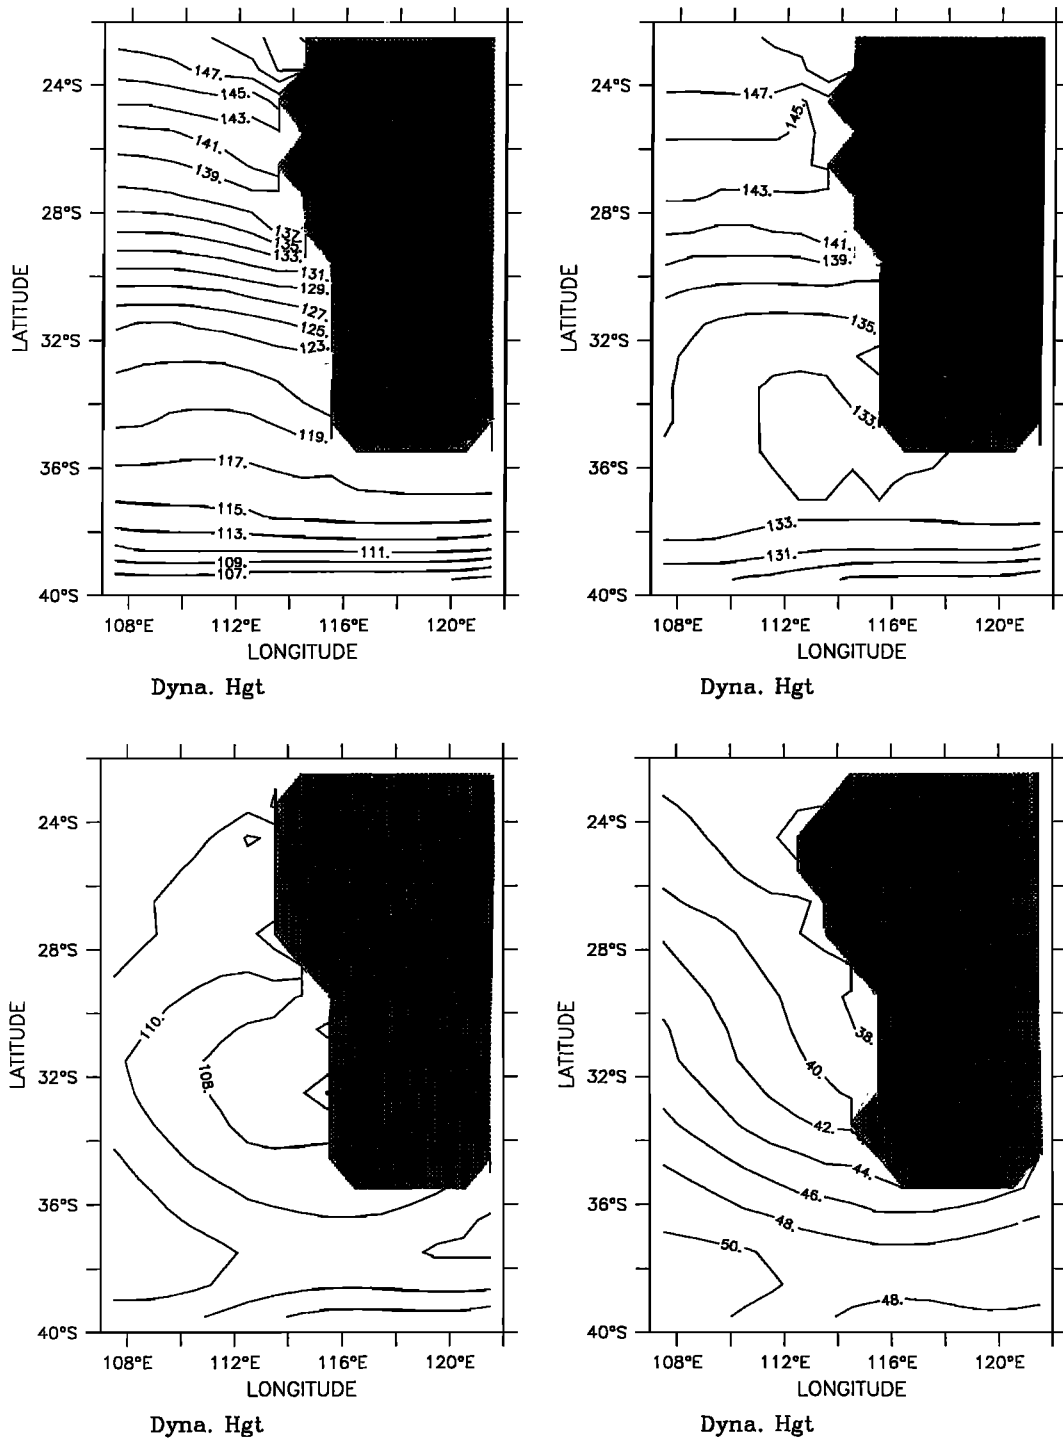 24°S
28°S
32°S
36°S
40°S
LATITUDE
147.
145.
143.
141.
139.
137.
135.
133.
131.
129.
127.
125.
123.
119.
117.
115.
113.
111.
109.
107.
108°E 112°E 116°E 120°E
LONGITUDE
Dyna. Hgt
24°S
28°S
32°S
36°S
40°S
LATITUDE
147.
145.
143.
141.
139.
135.
133.
133.
131.
108°E 112°E 116°E 120°E
LONGITUDE
Dyna. Hgt
24°S
28°S
32°S
36°S
40°S
LATITUDE
110.
108.
108°E 112°E 116°E 120°E
LONGITUDE
Dyna. Hgt
24°S
28°S
32°S
36°S
40°S
LATITUDE
38.
40.
42.
44.
46.
48.
50.
48.
108°E 112°E 116°E 120°E
LONGITUDE
Dyna. Hgt